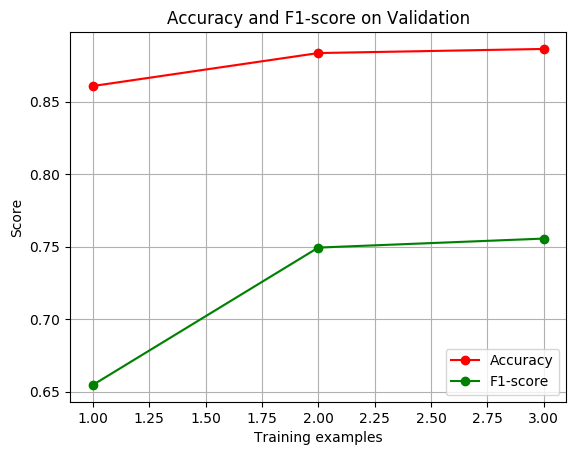 Accuracy and F1-score on Validation
Score
0.85
0.80
0.75
0.70
0.65
1.00 1.25 1.50 1.75 2.00 2.25 2.50 2.75 3.00
Training examples
Accuracy
F1-score